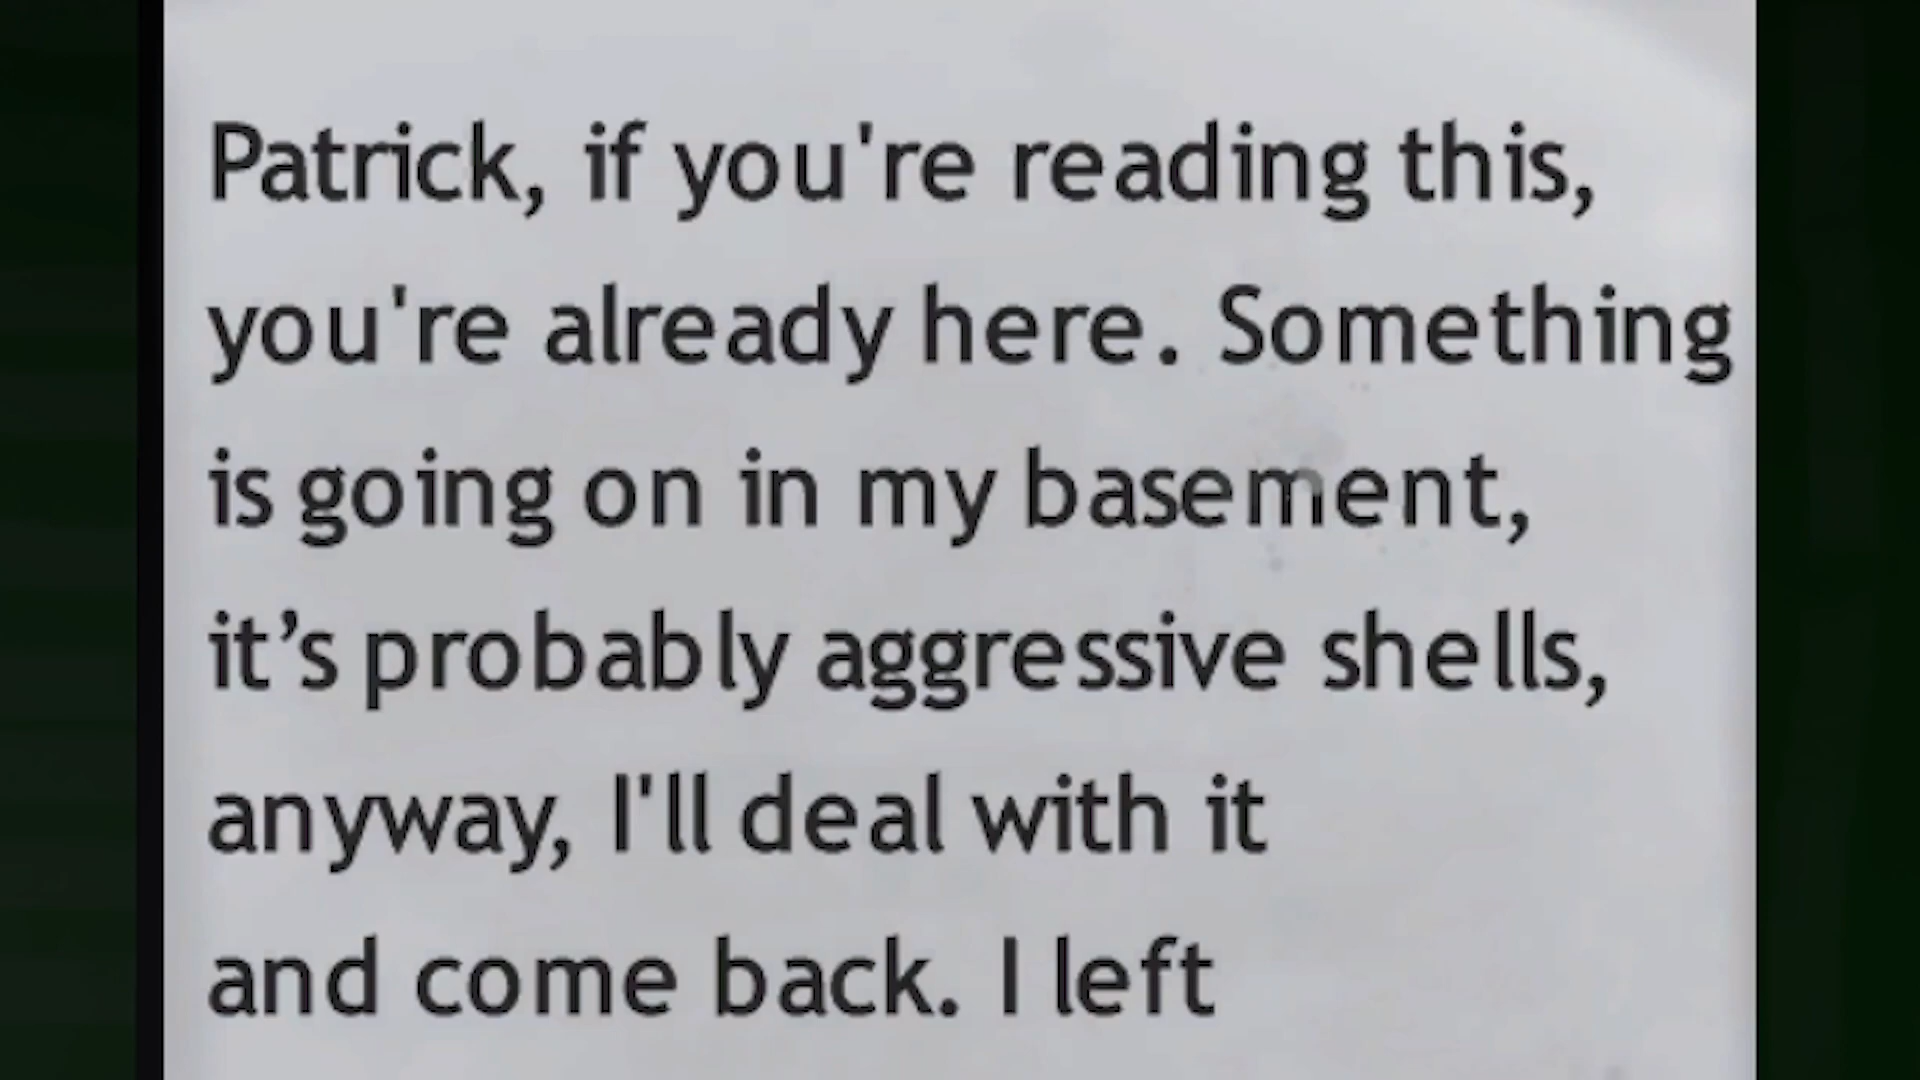 Patrick, if you're reading this,
you're already here. Something
is going on in my basement,
it’s probably aggressive shells,
anyway, I'll deal with it
and come back. I left